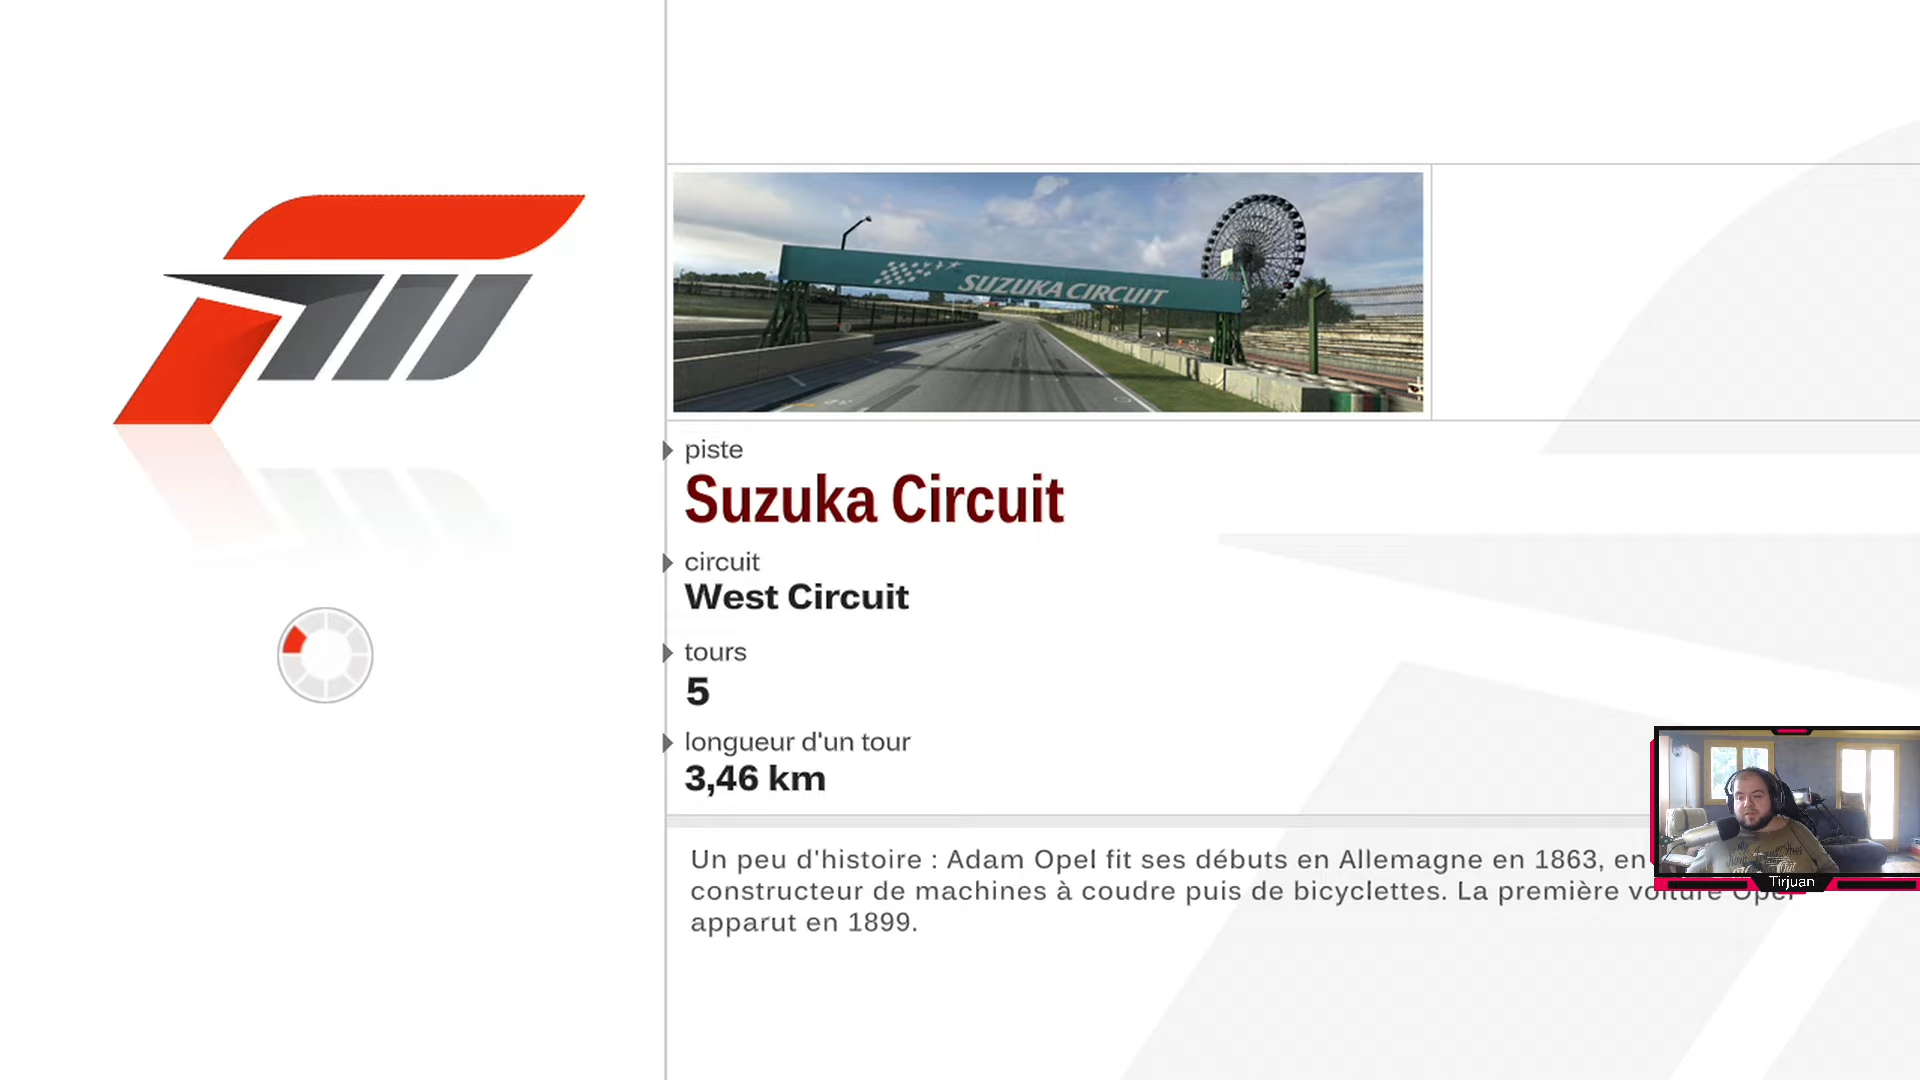 SUZUKA CIRCUIT
piste
Suzuka Circuit
circuit
West Circuit
tours
5
longueur d'un tour
3,46 km
Un peu d'histoire : Adam Opel fit ses débuts en Allemagne en 1863, en
constructeur de machines à coudre puis de bicyclettes. La première voiture Opel
apparut en 1899.
Tirjuan